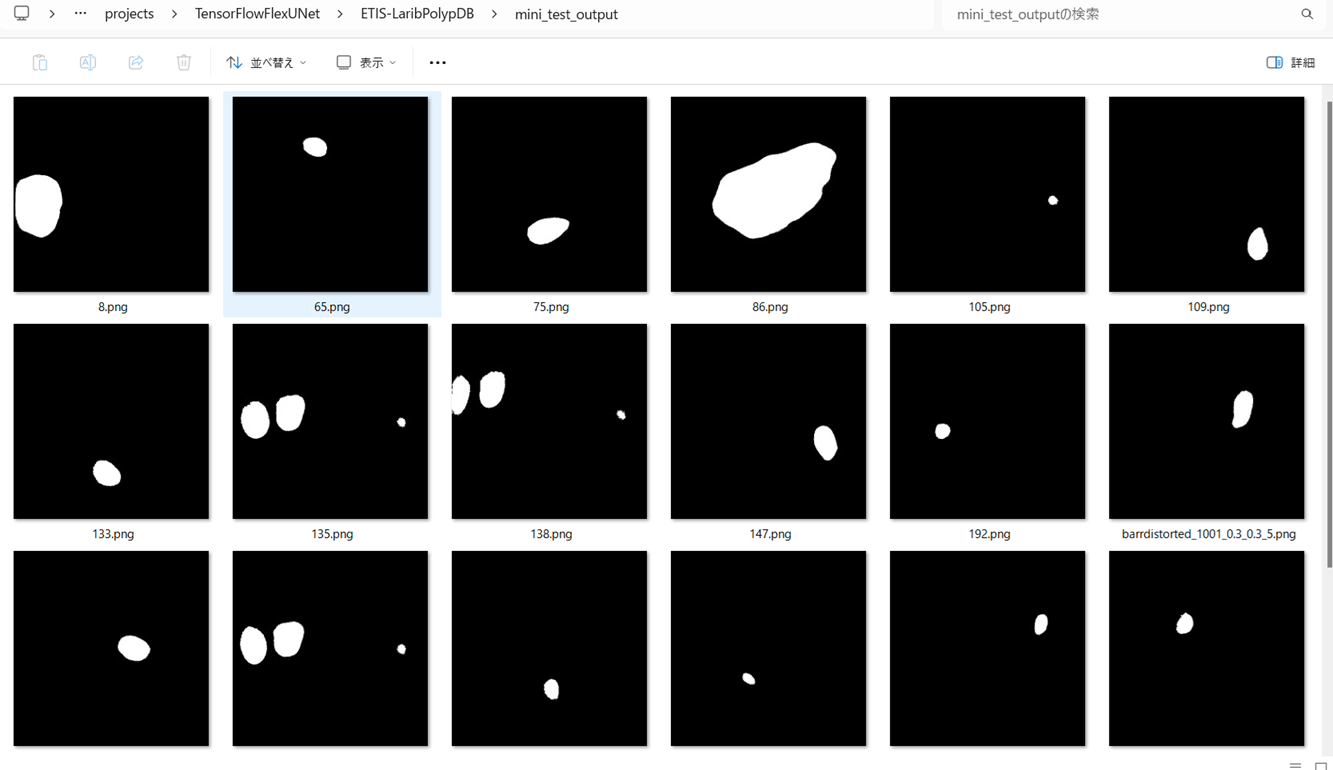 … projects > TensorFlowFlexUNet > ETIS-LaribPolypDB > mini_test_output
mini_test_outputの検索
並べ替え
表示
詳細
8.png
65.png
75.png
86.png
105.png
109.png
133.png
135.png
138.png
147.png
192.png
barrdistorted_1001_0.3_0.3_5.png